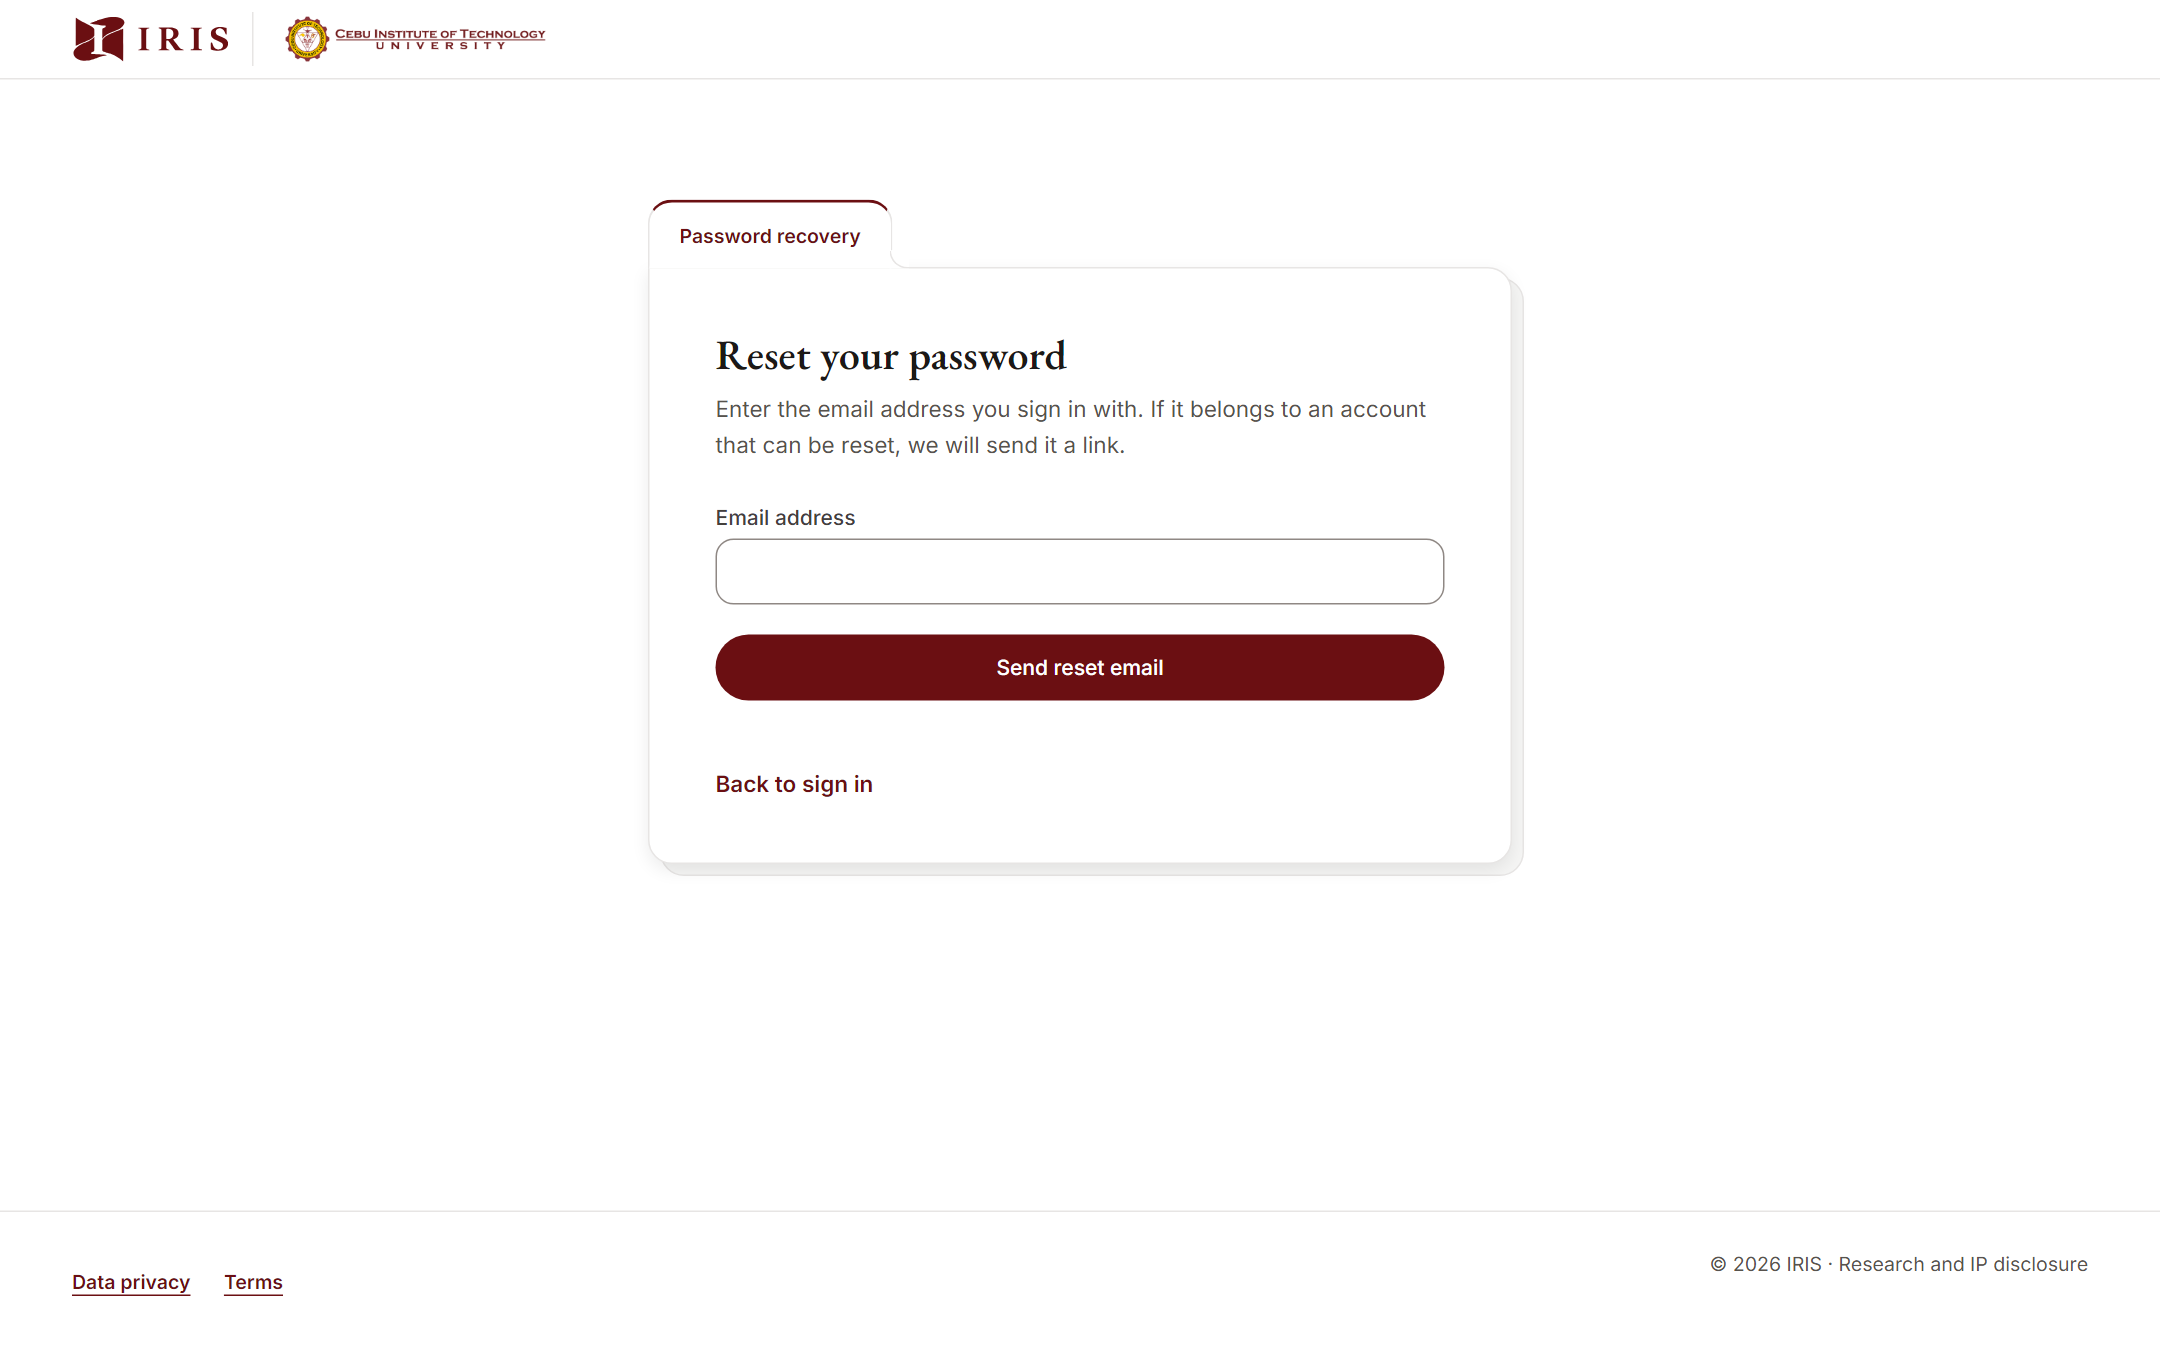 IRIS
CEBU INSTITUTE OF TECHNOLOGY
UNIVERSITY
Password recovery
Reset your password
Enter the email address you sign in with. If it belongs to an account
that can be reset, we will send it a link.
Email address
Send reset email
Back to sign in
Data privacy
Terms
© 2026 IRIS · Research and IP disclosure